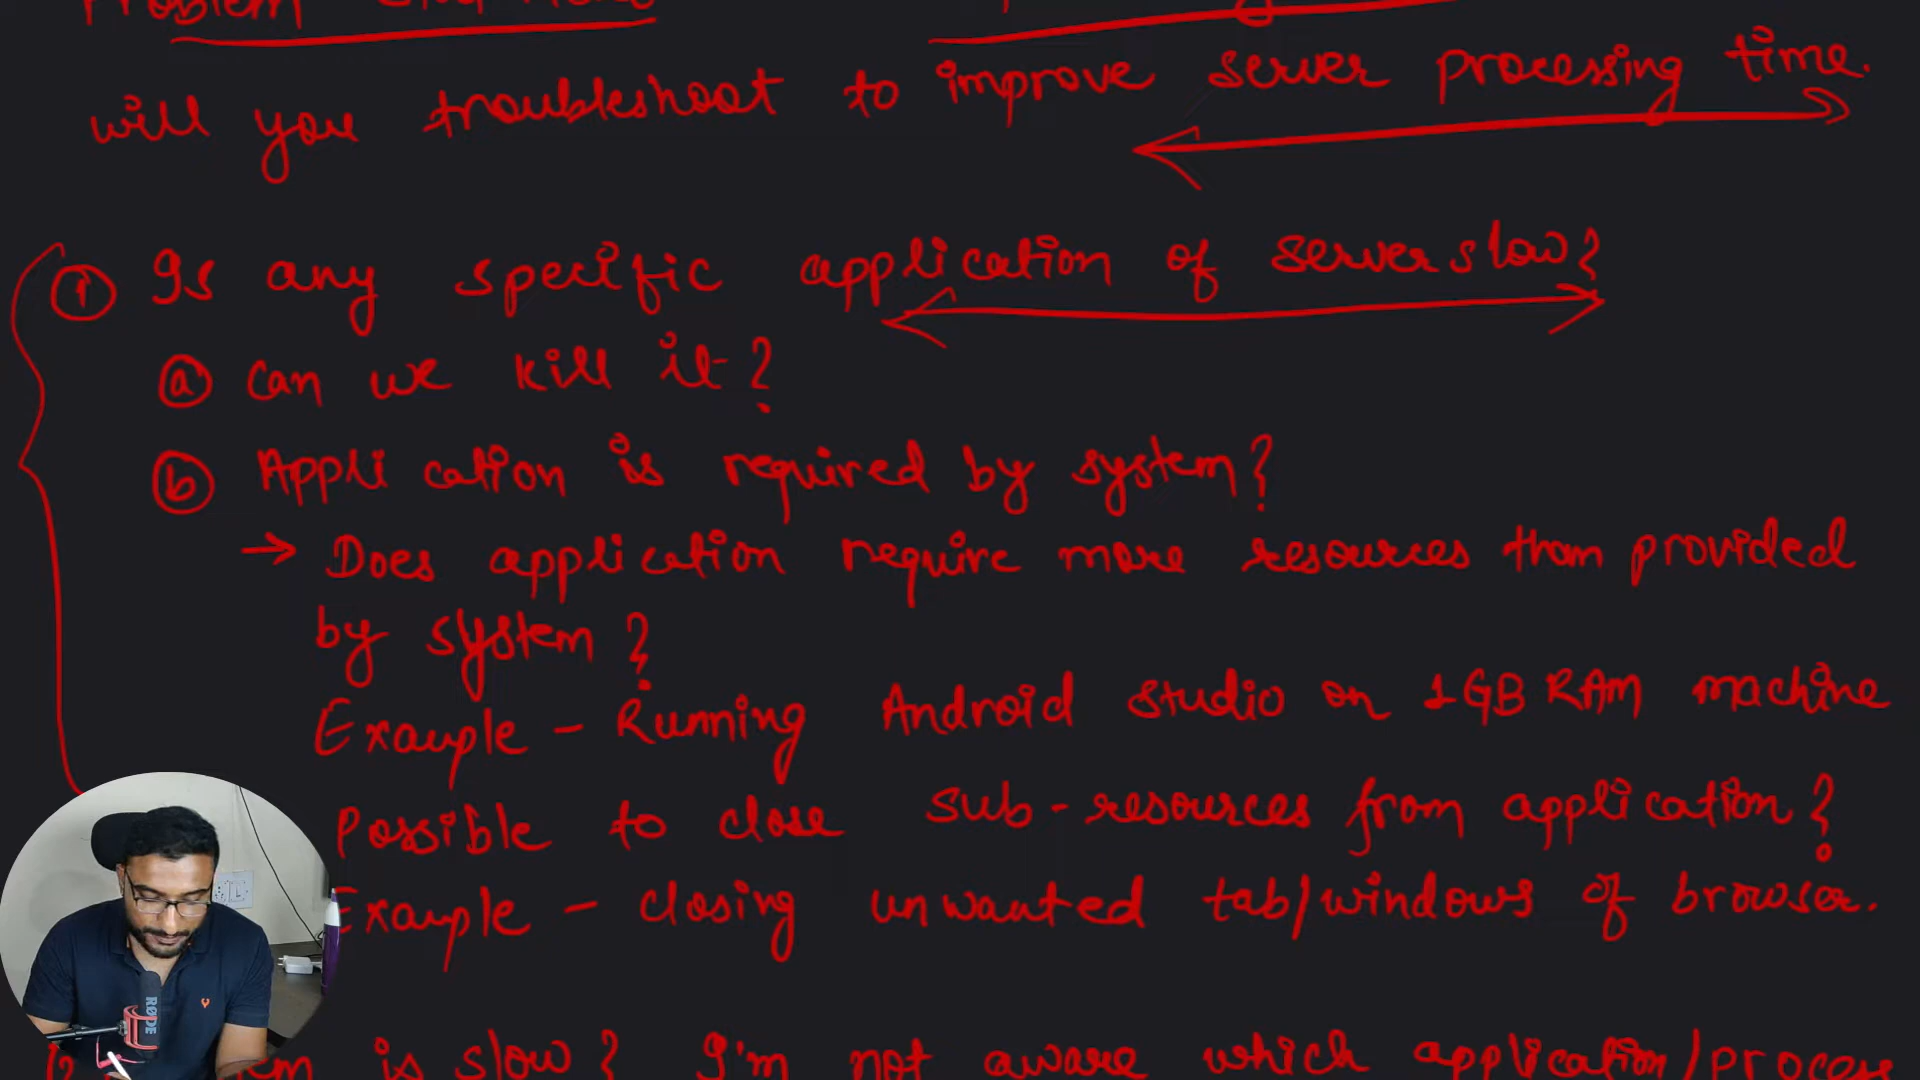 Problem
will you troubleshoot to improve server processing time.
① Is any specific application of server slow?
ⓐ Can we kill it?
ⓑ Application is required by system?
→ Does application require more resources than provided
by system?
Example - Running Android studio on 1GB RAM machine
Possible to close sub-resources from application?
Example - closing unwanted tab/windows of browser.
is slow? I'm not aware which application/process
RØDE